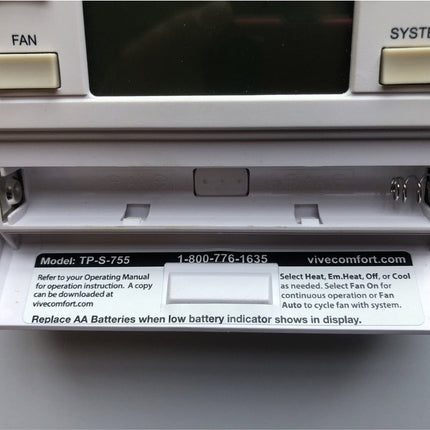 FAN
SYSTE
Model: TP-S-755 1-800-776-1635 vivecomfort.com
Refer to your Operating Manual
for operation instruction. A copy
can be downloaded at
vivecomfort.com
Select Heat, Em.Heat, Off, or Cool
as needed. Select Fan On for
continuous operation or Fan
Auto to cycle fan with system.
Replace AA Batteries when low battery indicator shows in display.